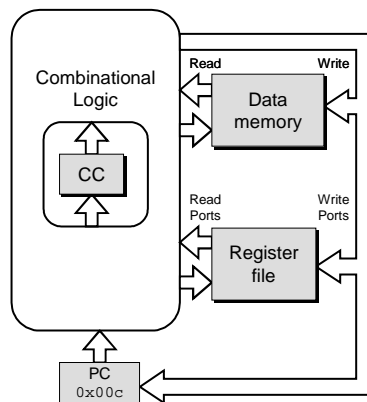 Read
Write
Combinational
Logic
Data
memory
CC
Read
Ports
Write
Ports
Register
file
PC
0x00c